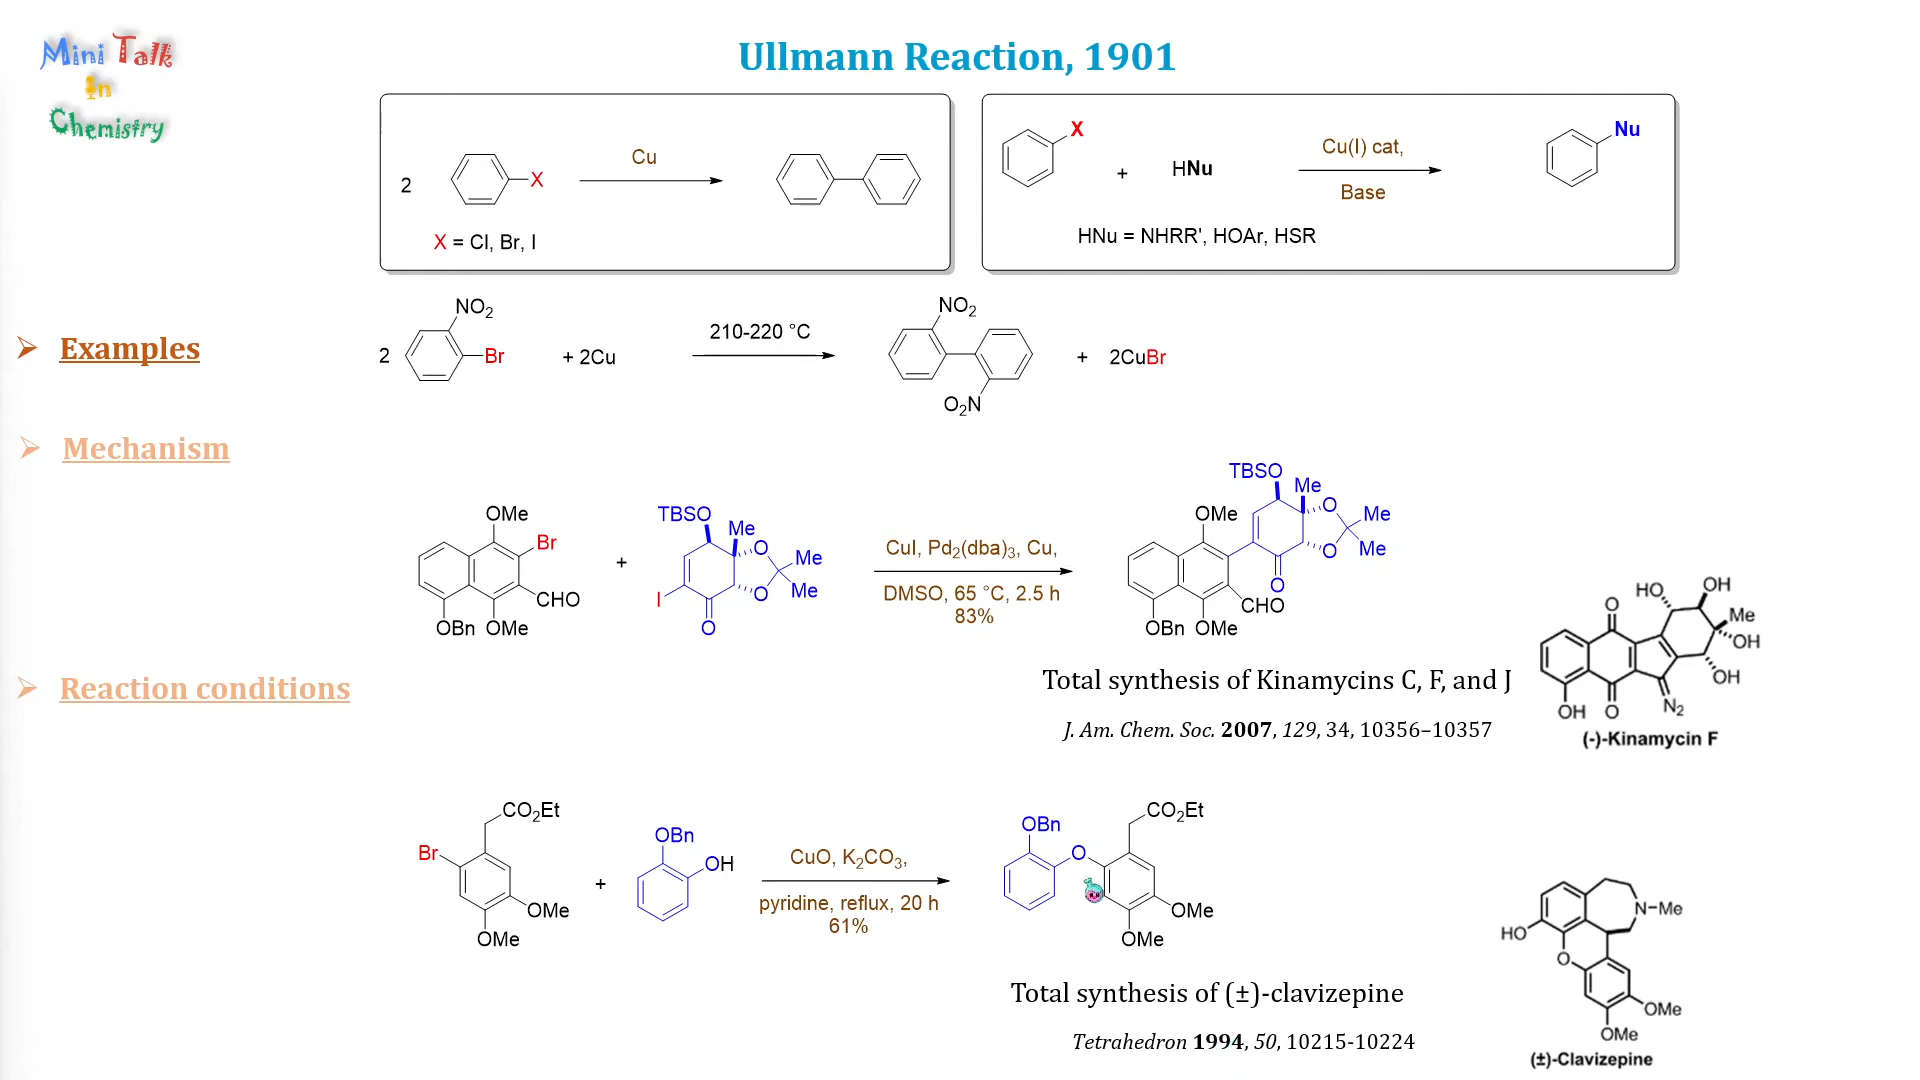 Mini Talk
In
Chemistry
Ullmann Reaction, 1901
2
X
Cu
X = Cl, Br, I
X
+
HNu
Cu(I) cat,
Base
Nu
HNu = NHRR', HOAr, HSR
➢ Examples
2
NO₂
Br
+ 2Cu
210-220 °C
NO₂
O₂N
+ 2CuBr
➢ Mechanism
OMe
Br
CHO
OBn OMe
+
TBSO
Me
O
Me
Me
O
I
O
CuI, Pd₂(dba)₃, Cu,
DMSO, 65 °C, 2.5 h
83%
TBSO
Me
OMe
O
Me
Me
O
O
CHO
OBn OMe
HO
OH
O
Me
OH
OH
OH
O
N₂
(-)-Kinamycin F
Total synthesis of Kinamycins C, F, and J
J. Am. Chem. Soc. 2007, 129, 34, 10356–10357
➢ Reaction conditions
CO₂Et
Br
OMe
OMe
+
OBn
OH
CuO, K₂CO₃,
pyridine, reflux, 20 h
61%
CO₂Et
OBn
O
OMe
OMe
N-Me
HO
O
OMe
OMe
(±)-Clavizepine
Total synthesis of (±)-clavizepine
Tetrahedron 1994, 50, 10215-10224